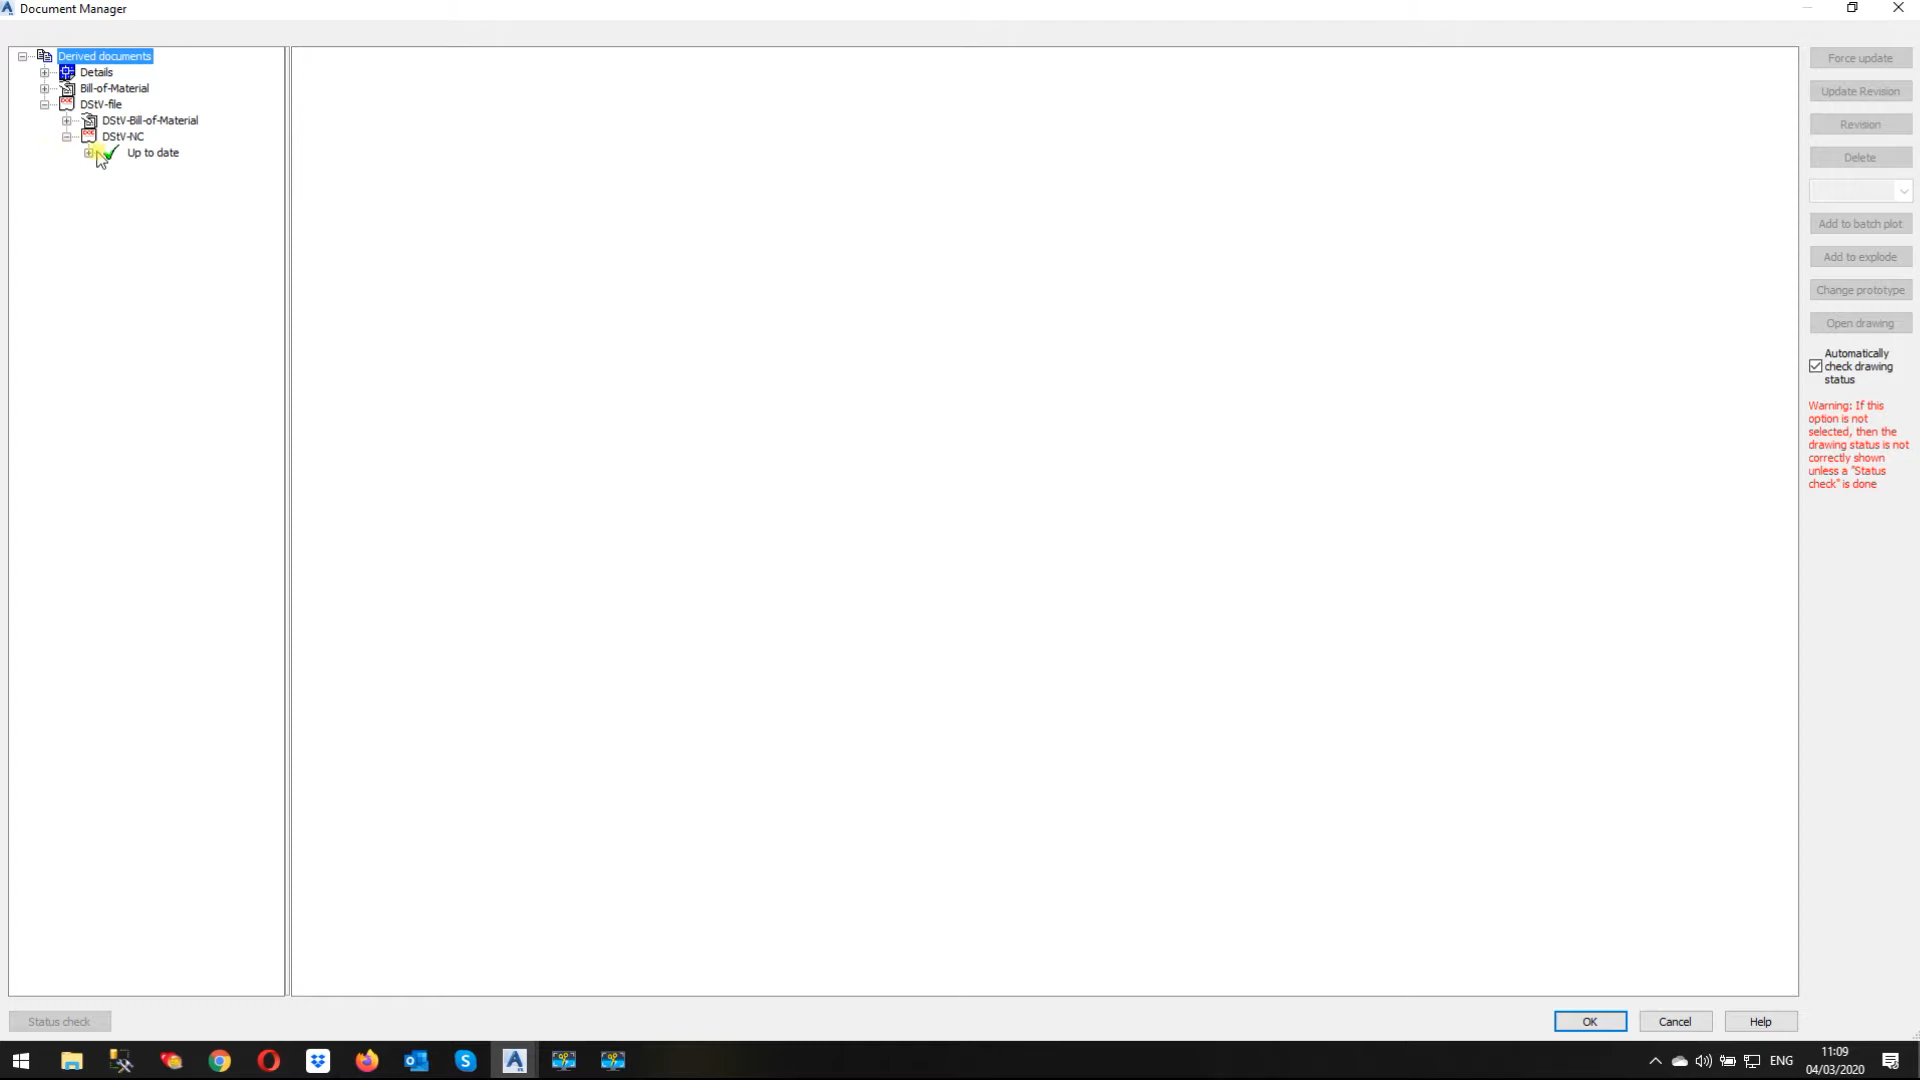 Document Manager
Derived documents
Details
Bill-of-Material
DStV-file
DStV-Bill-of-Material
DStV-NC
Up to date
Force update
Update Revision
Revision
Delete
Add to batch plot
Add to explode
Change prototype
Open drawing
Automatically
check drawing
status
Warning: If this
option is not
selected, then the
drawing status is not
correctly shown
unless a "Status
check" is done
Status check
OK
Cancel
Help
ENG
11:09
04/03/2020